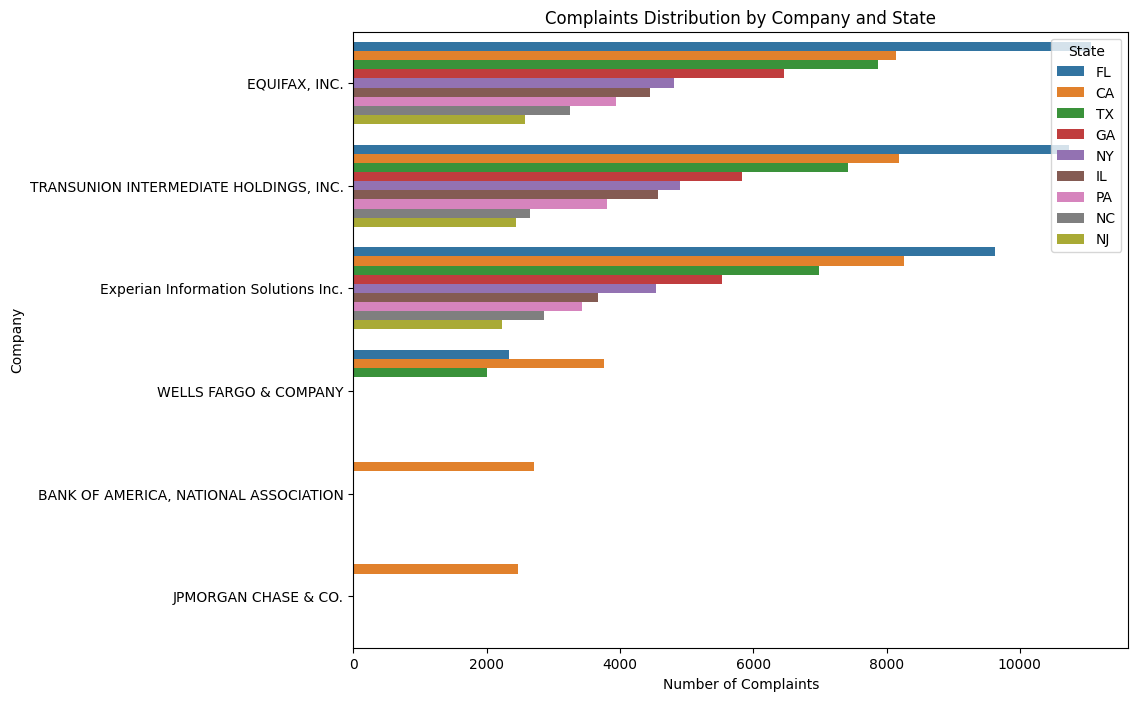 Complaints Distribution by Company and State
State
FL
CA
TX
GA
NY
IL
PA
NC
NJ
EQUIFAX, INC.
TRANSUNION INTERMEDIATE HOLDINGS, INC.
Experian Information Solutions Inc.
WELLS FARGO & COMPANY
BANK OF AMERICA, NATIONAL ASSOCIATION
JPMORGAN CHASE & CO.
Company
0 2000 4000 6000 8000 10000
Number of Complaints